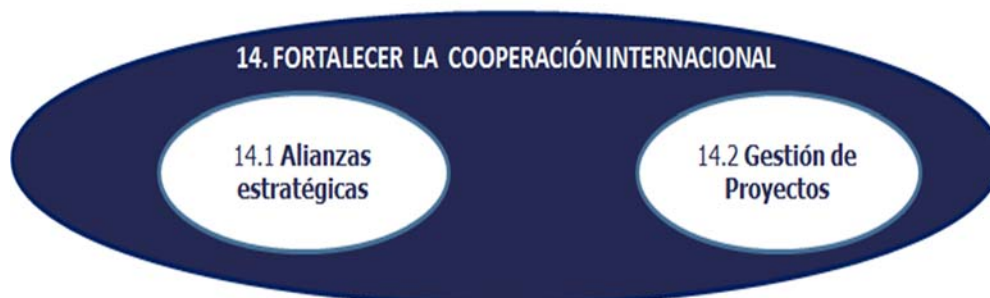 14. FORTALECER LA COOPERACIÓN INTERNACIONAL
14.1 Alianzas
estratégicas
14.2 Gestión de
Proyectos